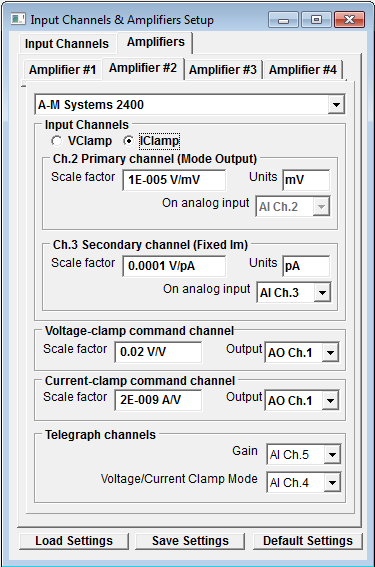 Input Channels & Amplifiers Setup
Input Channels Amplifiers
Amplifier #1 Amplifier #2 Amplifier #3 Amplifier #4
A-M Systems 2400
Input Channels
VClamp IClamp
Ch.2 Primary channel (Mode Output)
Scale factor 1E-005 V/mV Units mV
On analog input AI Ch.2
Ch.3 Secondary channel (Fixed Im)
Scale factor 0.0001 V/pA Units pA
On analog input AI Ch.3
Voltage-clamp command channel
Scale factor 0.02 V/V Output AO Ch.1
Current-clamp command channel
Scale factor 2E-009 A/V Output AO Ch.1
Telegraph channels
Gain AI Ch.5
Voltage/Current Clamp Mode AI Ch.4
Load Settings Save Settings Default Settings